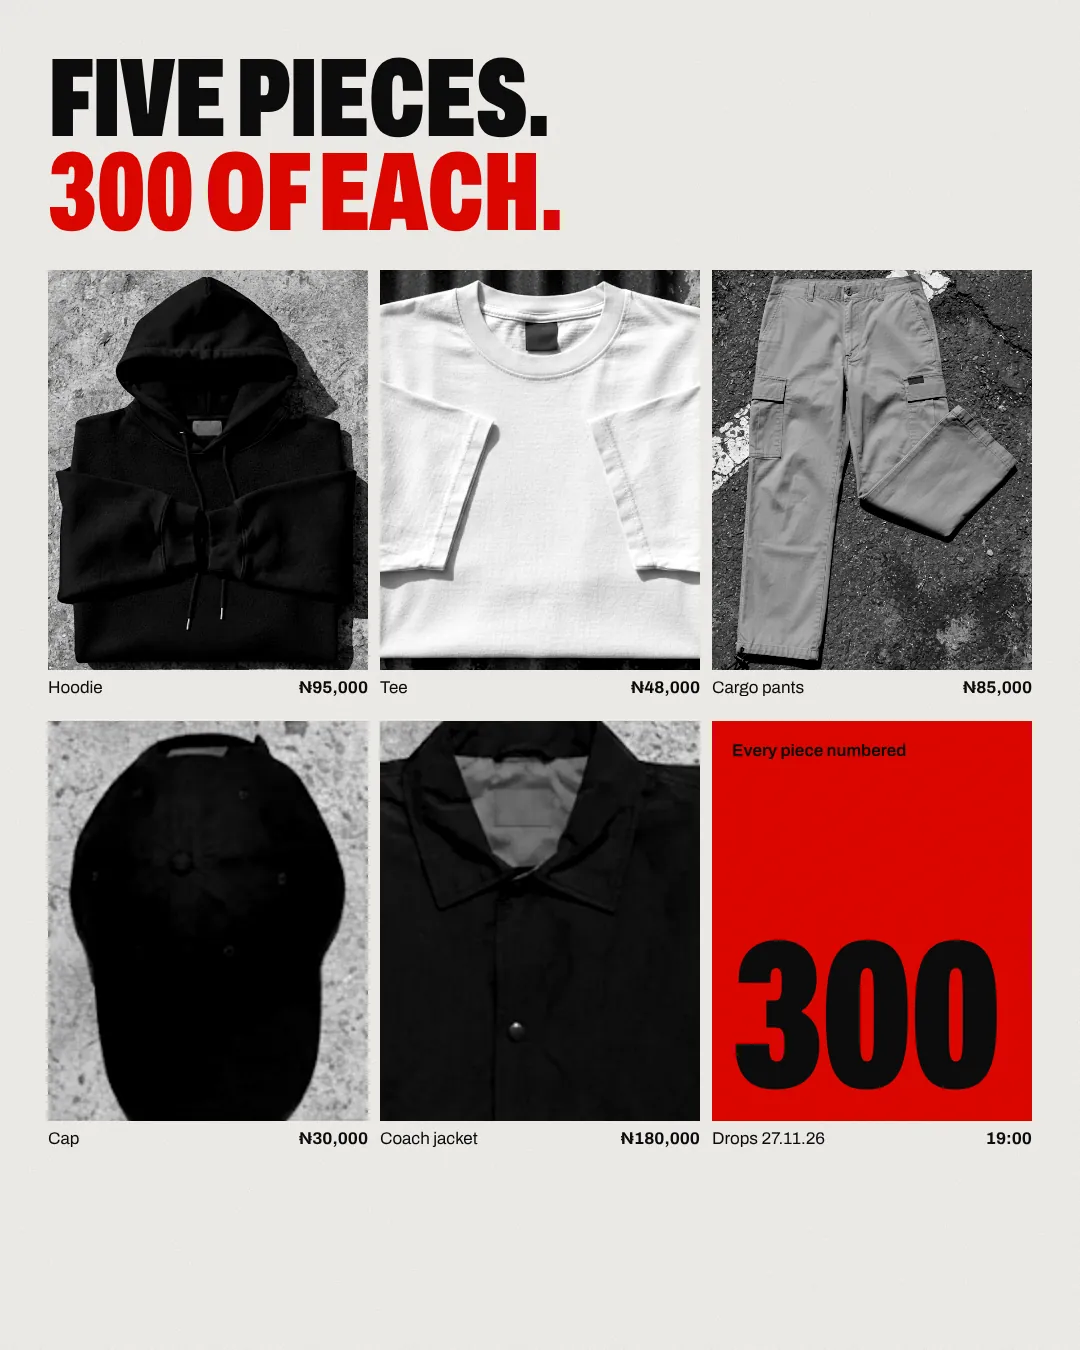 FIVE PIECES.
300 OF EACH.
Hoodie ₦95,000
Tee ₦48,000
Cargo pants ₦85,000
Every piece numbered
300
Cap ₦30,000
Coach jacket ₦180,000
Drops 27.11.26 19:00